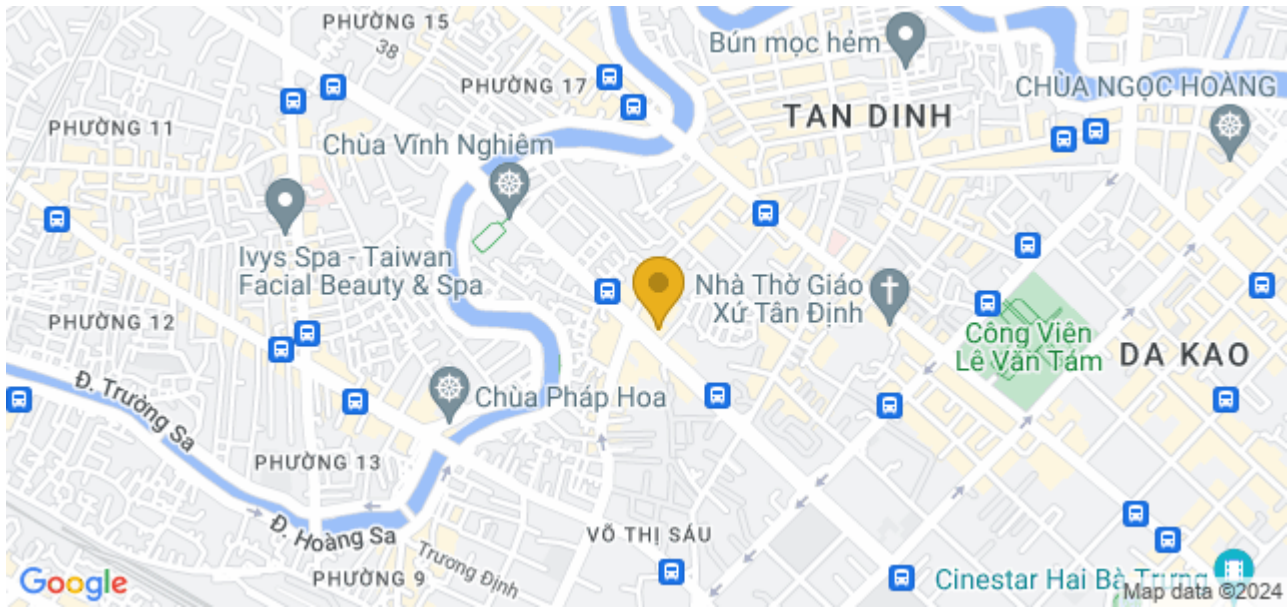 PHƯỜNG 15
38
Bún mọc hẻm
PHƯỜNG 17
CHÙA NGỌC HOÀNG
TAN DINH
PHƯỜNG 11
Chùa Vĩnh Nghiêm
Ivys Spa - Taiwan
Facial Beauty & Spa
Nhà Thờ Giáo
Xứ Tân Định
PHƯỜNG 12
Công Viên
Lê Văn Tám
DA KAO
Đ. Trường Sa
Chùa Pháp Hoa
PHƯỜNG 13
Đ. Hoàng Sa
VÕ THỊ SÁU
Trương Định
PHƯỜNG 9
Google
Cinestar Hai Bà Trưng
Map data ©2024